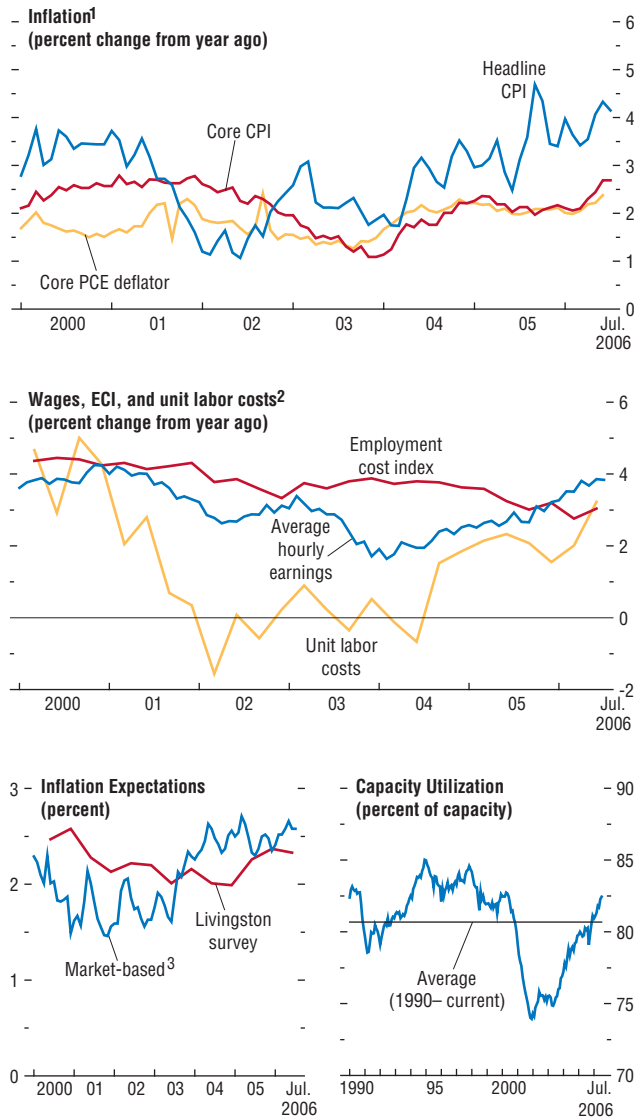 Inflation1
(percent change from year ago)
6
5
4
3
2
1
0
Headline
CPI
Core CPI
Core PCE deflator
2000 01 02 03 04 05 Jul.
2006
Wages, ECI, and unit labor costs2
(percent change from year ago)
6
4
2
0
-2
Employment
cost index
Average
hourly
earnings
Unit labor
costs
2000 01 02 03 04 05 Jul.
2006
Inflation Expectations
(percent)
3
2
1
0
Livingston
survey
Market-based3
2000 01 02 03 04 05 Jul.
2006
Capacity Utilization
(percent of capacity)
90
85
80
75
70
Average
(1990– current)
1990 95 2000 Jul.
2006